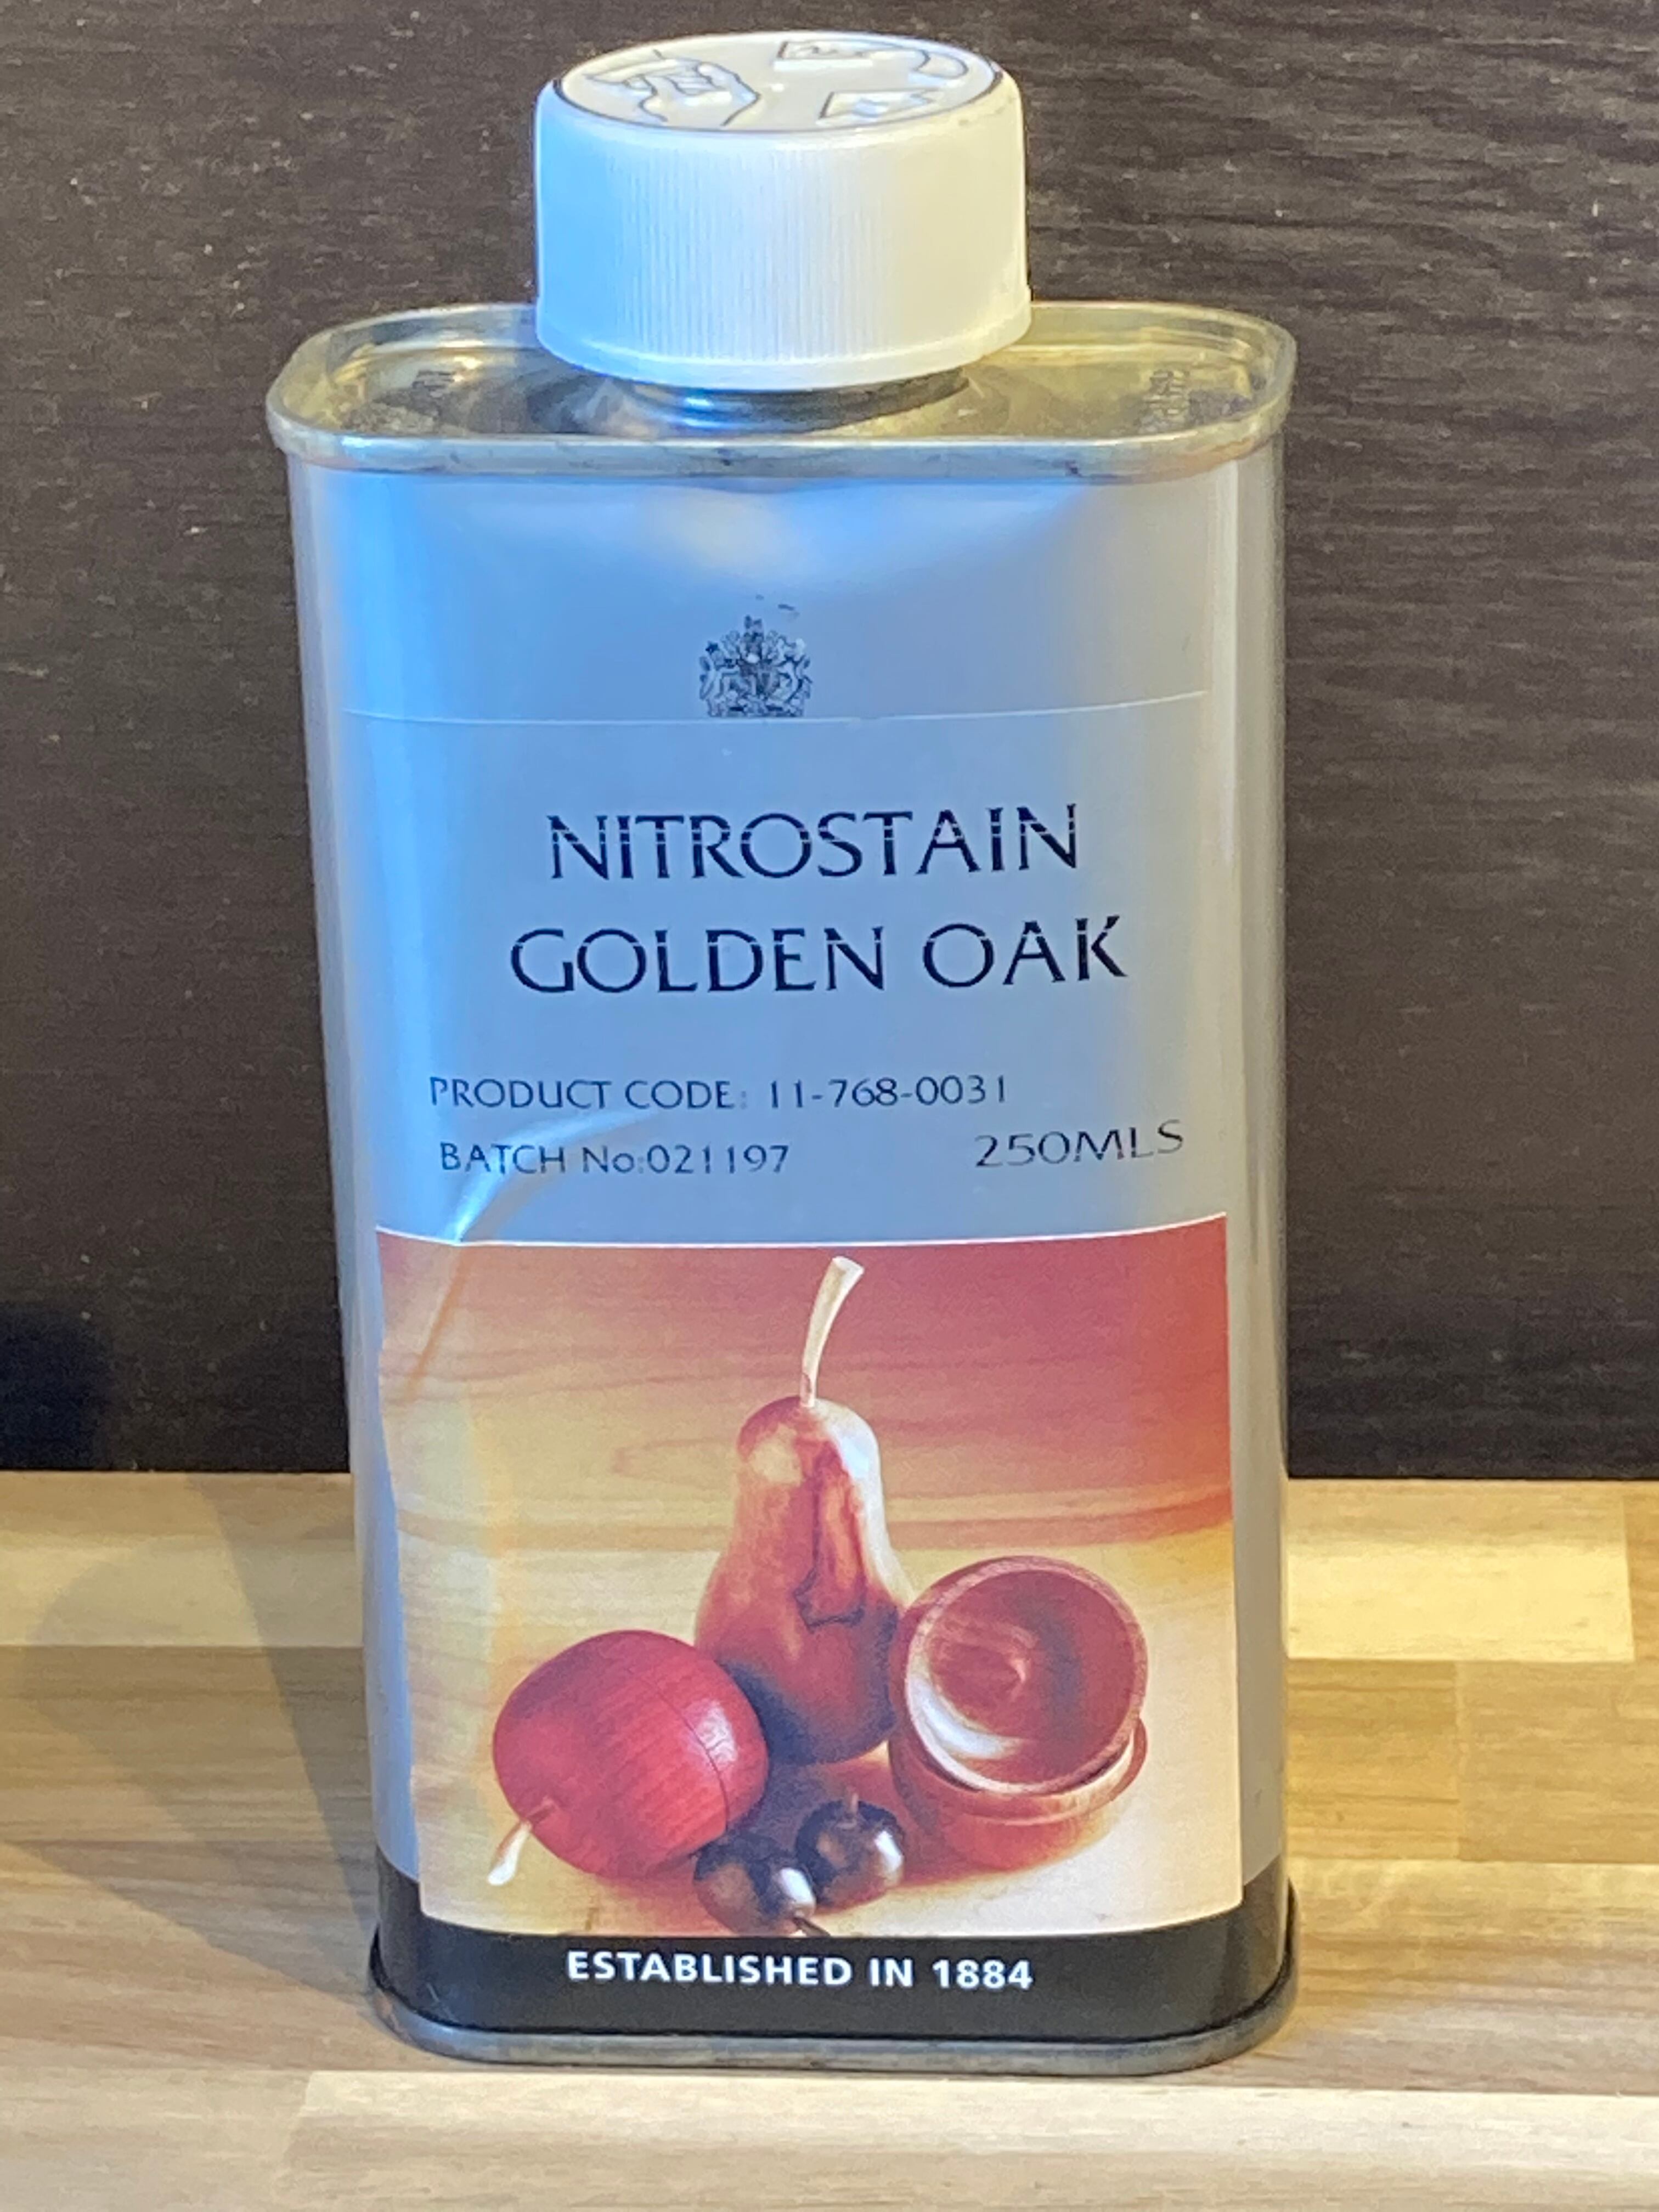 NITROSTAIN
GOLDEN OAK
PRODUCT CODE: 11-768-0031
BATCH No:021197
250MLS
ESTABLISHED IN 1884